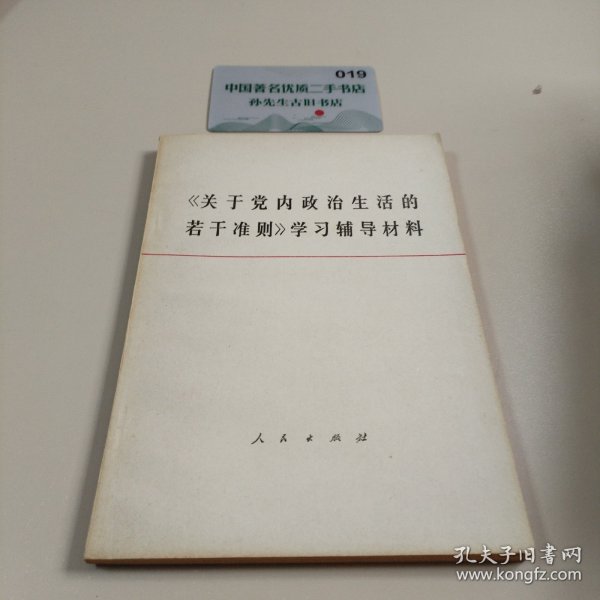 019
中国著名优质二手书店
孙先生古旧书店
《关于党内政治生活的
若干准则》学习辅导材料
人民出版社
孔夫子旧书网
www.kongfz.com